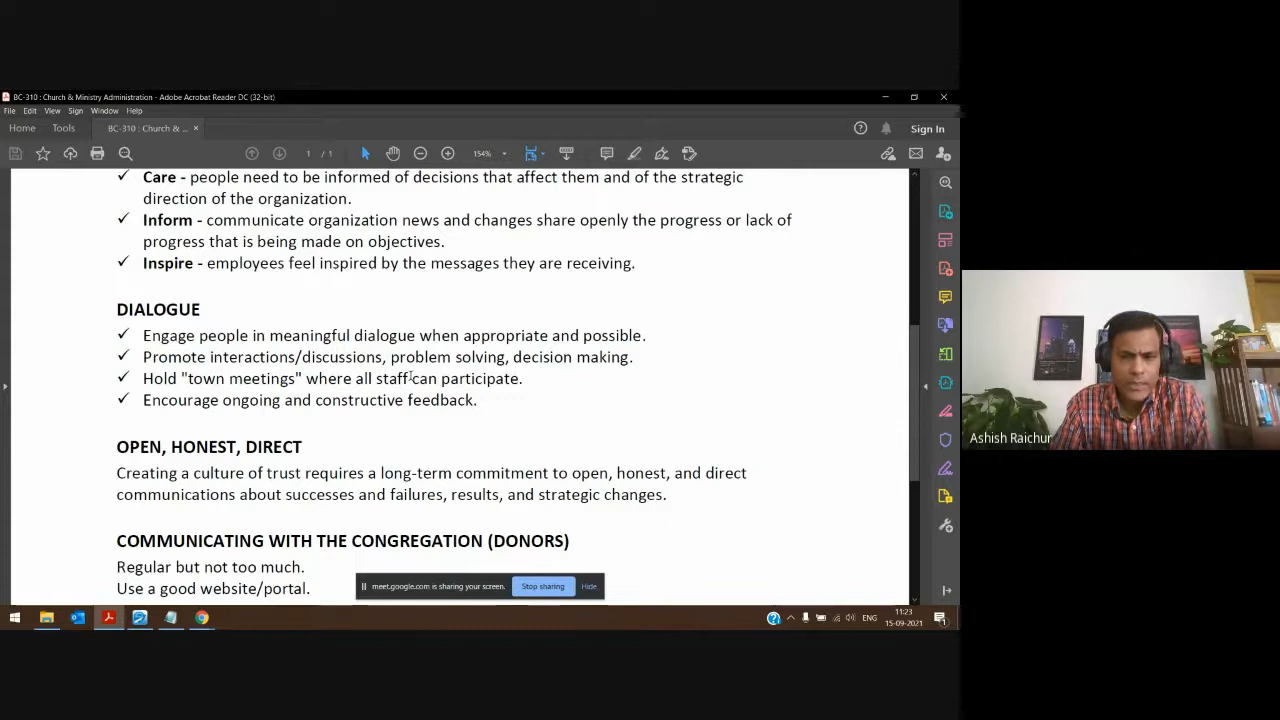 BC-310 : Church & Ministry Administration - Adobe Acrobat Reader DC (32-bit)
File Edit View Sign Window Help
Home Tools BC-310 : Church & ... × Sign In
1 / 1 154%
Care - people need to be informed of decisions that affect them and of the strategic
direction of the organization.
Inform - communicate organization news and changes share openly the progress or lack of
progress that is being made on objectives.
Inspire - employees feel inspired by the messages they are receiving.
DIALOGUE
Engage people in meaningful dialogue when appropriate and possible.
Promote interactions/discussions, problem solving, decision making.
Hold "town meetings" where all staff can participate.
Encourage ongoing and constructive feedback.
OPEN, HONEST, DIRECT
Creating a culture of trust requires a long-term commitment to open, honest, and direct
communications about successes and failures, results, and strategic changes.
COMMUNICATING WITH THE CONGREGATION (DONORS)
Regular but not too much.
Use a good website/portal.
meet.google.com is sharing your screen. Stop sharing Hide
Ashish Raichur
ENG
11:23
15-09-2021